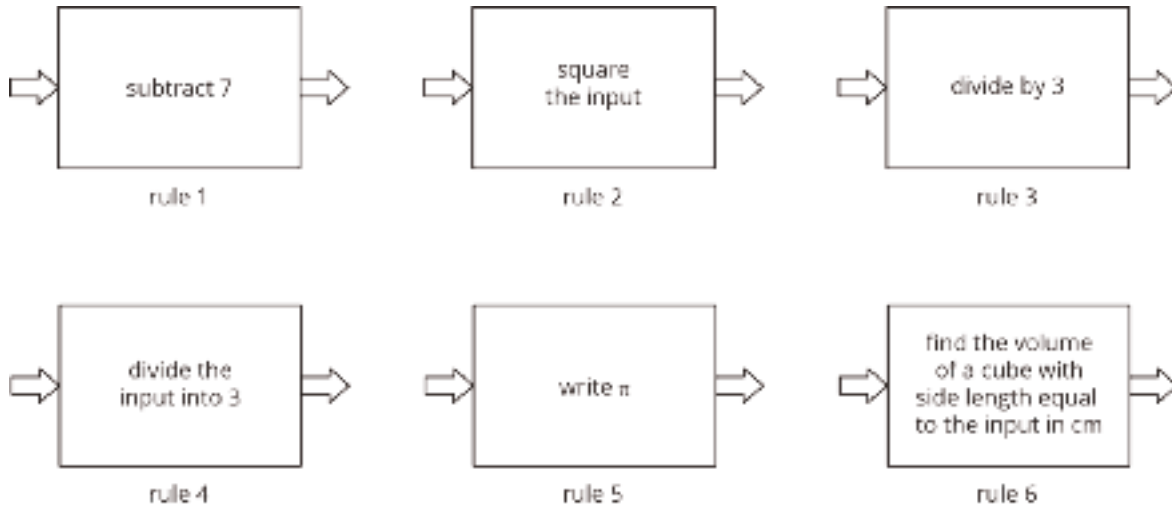 subtract 7
square
the input
divide by 3
rule 1
rule 2
rule 3
divide the
input into 3
write π
find the volume
of a cube with
side length equal
to the input in cm
rule 4
rule 5
rule 6